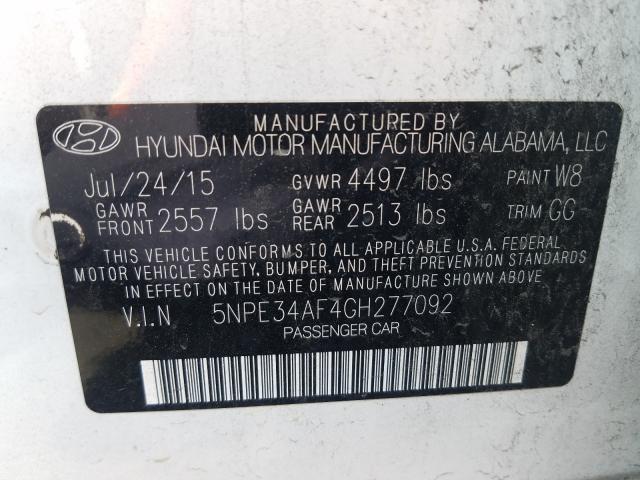 MANUFACTURED BY
HYUNDAI MOTOR MANUFACTURING ALABAMA, LLC
Jul/24/15 GVWR 4497 lbs PAINT W8
GAWR FRONT 2557 lbs GAWR REAR 2513 lbs TRIM GG
THIS VEHICLE CONFORMS TO ALL APPLICABLE U.S.A. FEDERAL
MOTOR VEHICLE SAFETY, BUMPER, AND THEFT PREVENTION STANDARDS
IN EFFECT ON THE DATE OF MANUFACTURE SHOWN ABOVE
V.I.N 5NPE34AF4GH277092
PASSENGER CAR